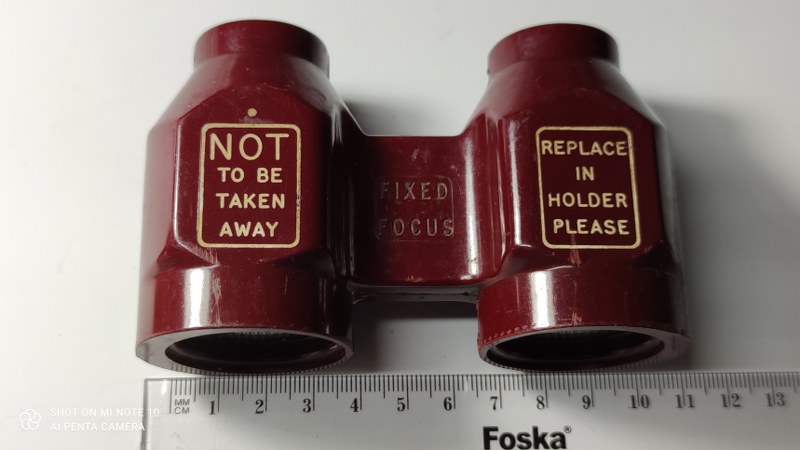 NOT
TO BE
TAKEN
AWAY
FIXED
FOCUS
REPLACE
IN
HOLDER
PLEASE
MM
CM
1 2 3 4 5 6 7 8 9 10 11 12 13
Foska®
SHOT ON MI NOTE 10
AI PENTA CAMERA